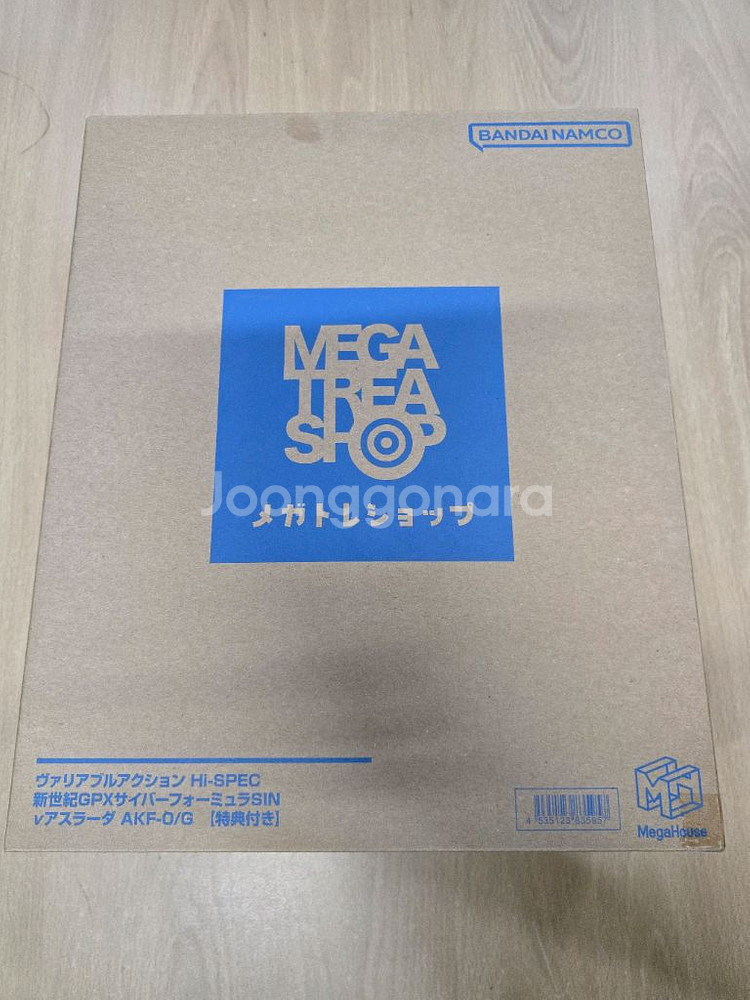 BANDAI NAMCO
MEGA
TREA
SHOP
Joonggonara
メガトレショップ
ヴァリアブルアクション Hi-SPEC
新世紀GPXサイバーフォーミュラSIN
νアスラーダ AKF-0/G 【特典付き】
MegaHouse